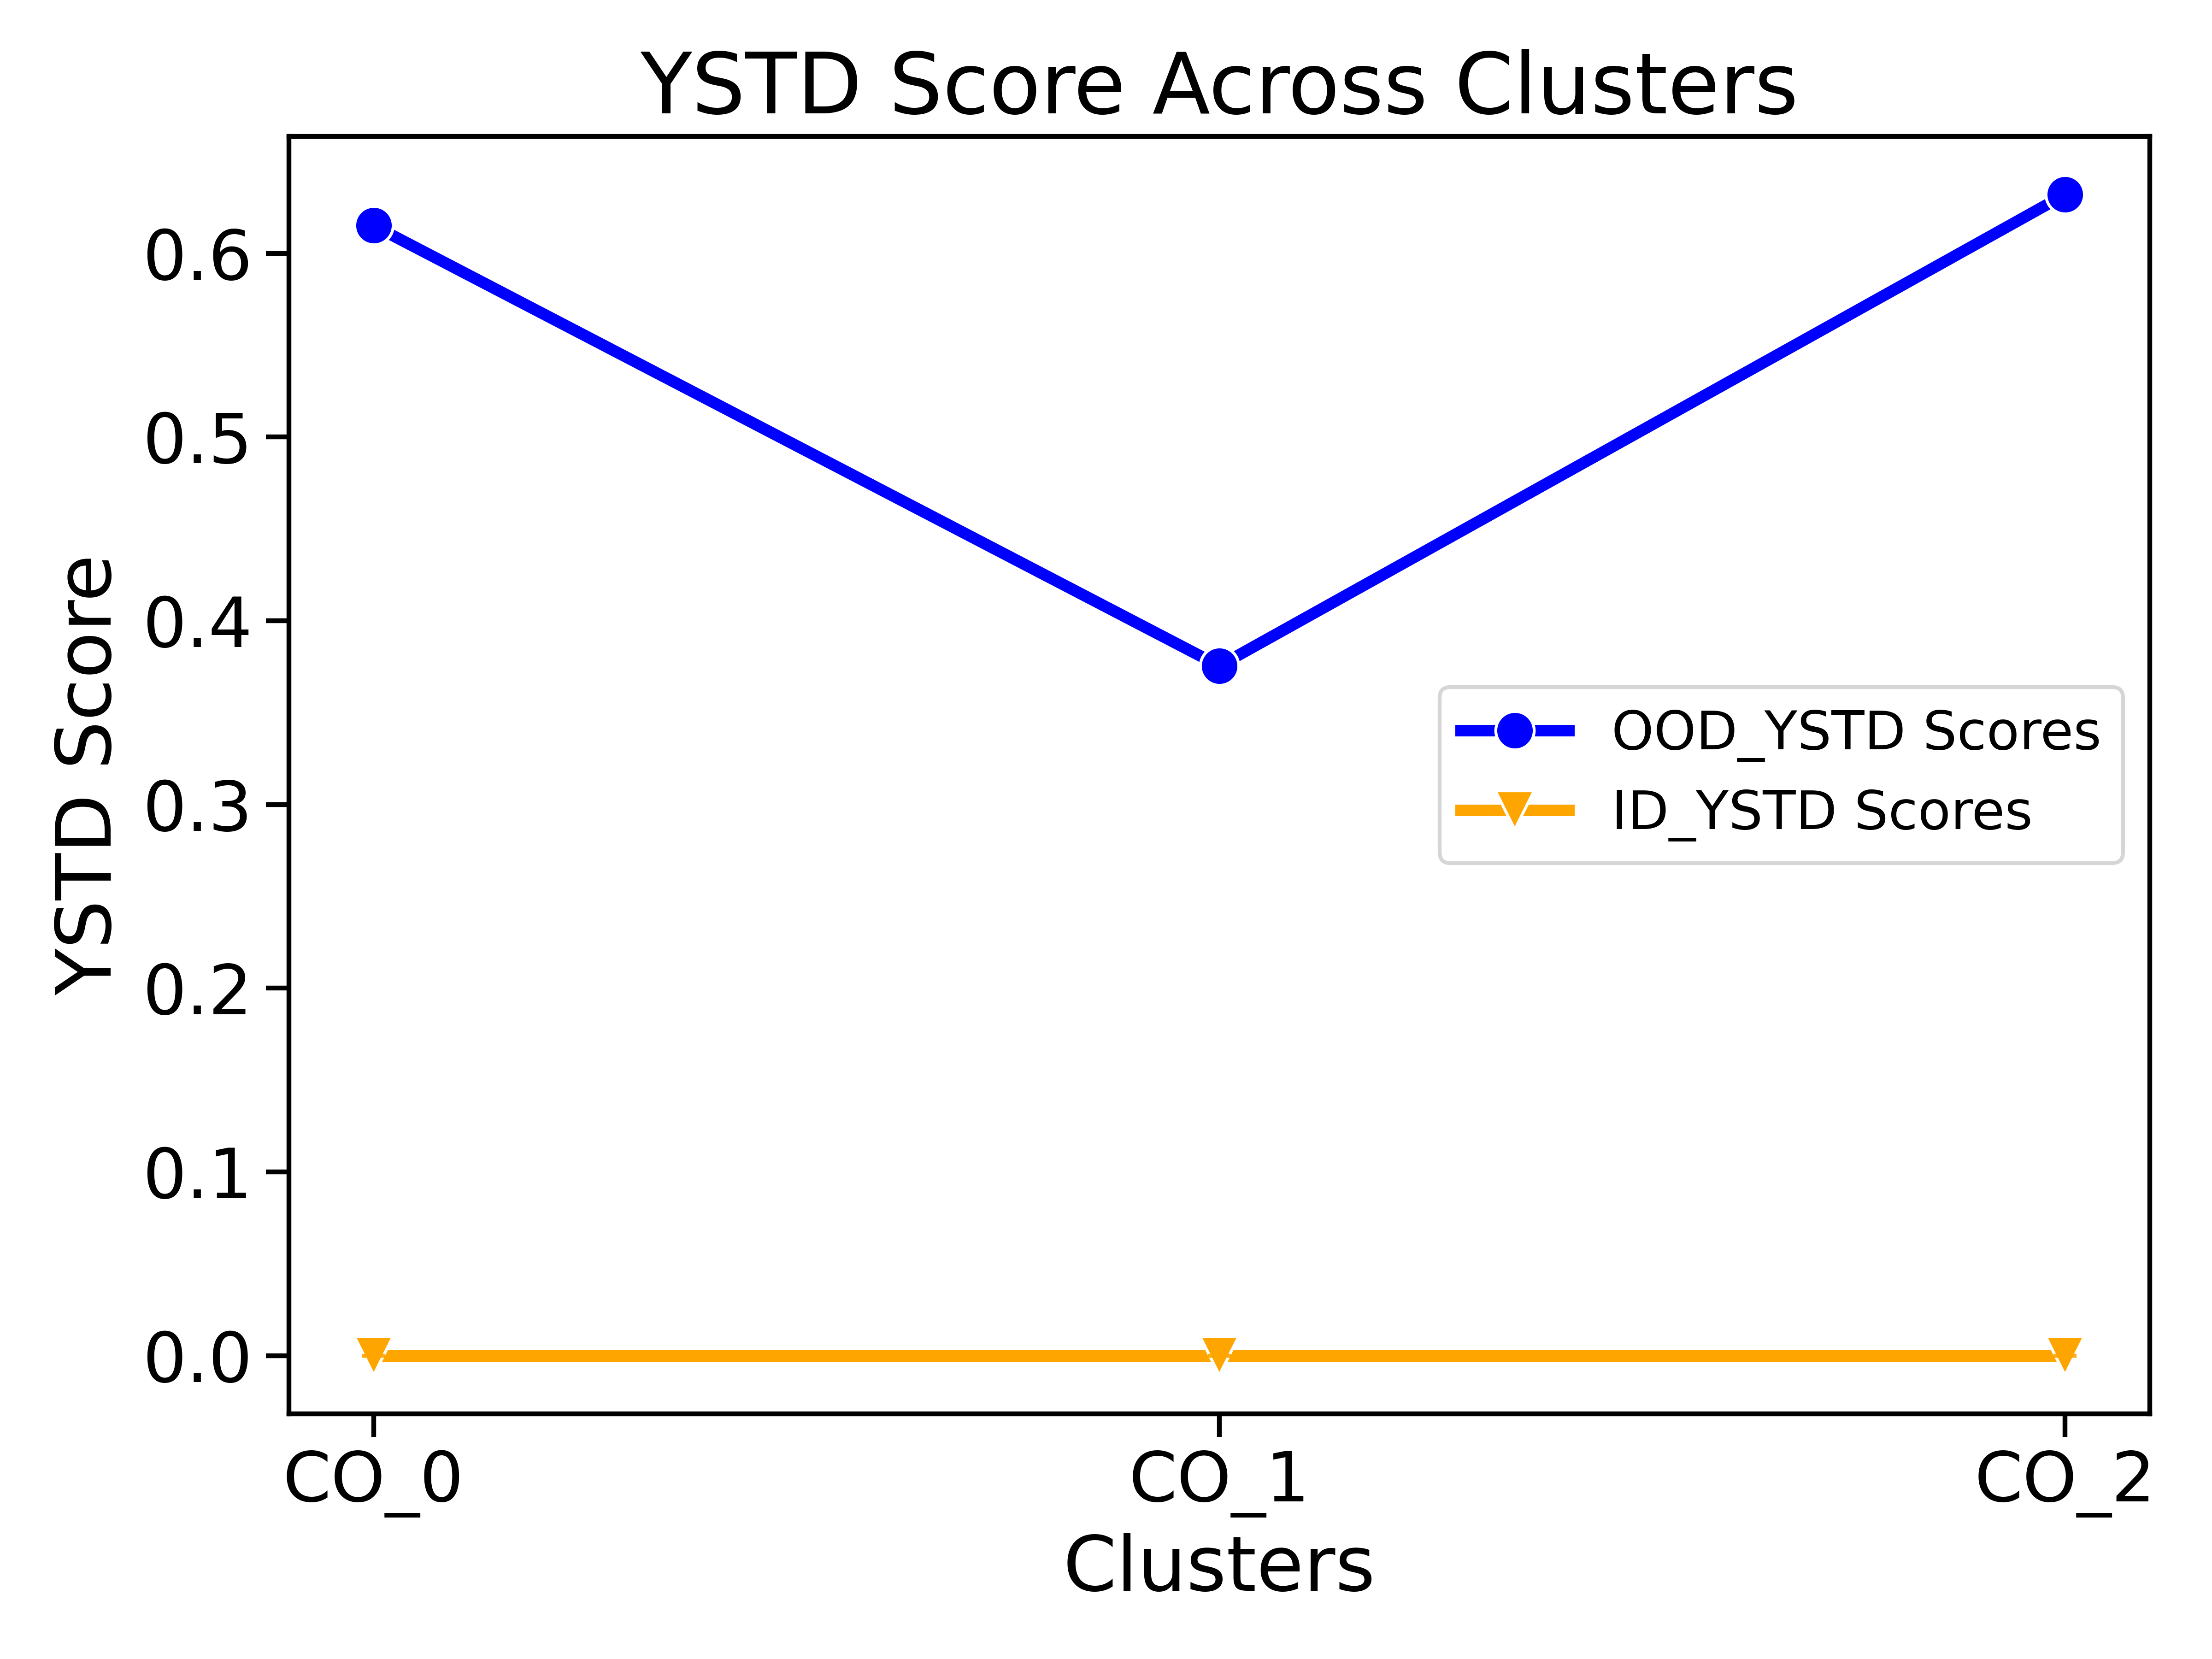 YSTD Score Across Clusters
YSTD Score
0.6
0.5
0.4
0.3
0.2
0.1
0.0
OOD_YSTD Scores
ID_YSTD Scores
CO_0 CO_1 CO_2
Clusters